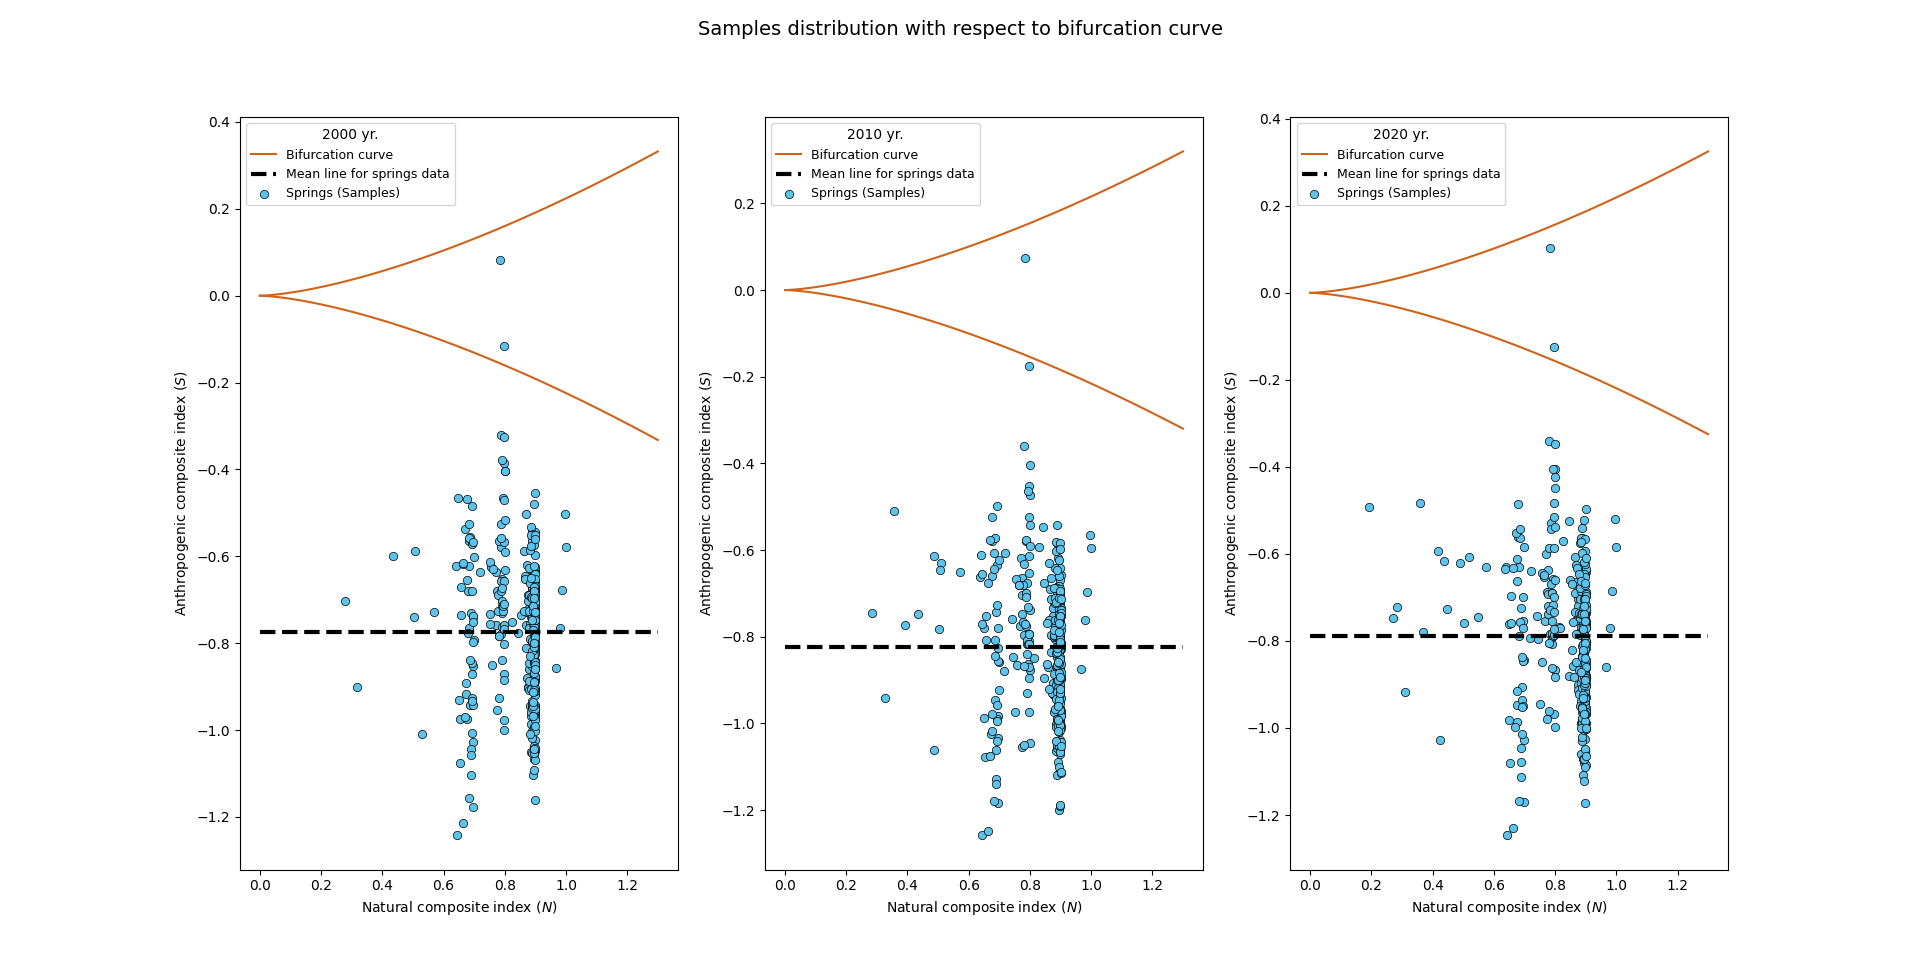 Samples distribution with respect to bifurcation curve
2000 yr.
Bifurcation curve
Mean line for springs data
Springs (Samples)
0.4
0.2
0.0
−0.2
−0.4
−0.6
−0.8
−1.0
−1.2
Anthropogenic composite index (S)
0.0 0.2 0.4 0.6 0.8 1.0 1.2
Natural composite index (N)
2010 yr.
Bifurcation curve
Mean line for springs data
Springs (Samples)
0.2
0.0
−0.2
−0.4
−0.6
−0.8
−1.0
−1.2
Anthropogenic composite index (S)
0.0 0.2 0.4 0.6 0.8 1.0 1.2
Natural composite index (N)
2020 yr.
Bifurcation curve
Mean line for springs data
Springs (Samples)
0.4
0.2
0.0
−0.2
−0.4
−0.6
−0.8
−1.0
−1.2
Anthropogenic composite index (S)
0.0 0.2 0.4 0.6 0.8 1.0 1.2
Natural composite index (N)